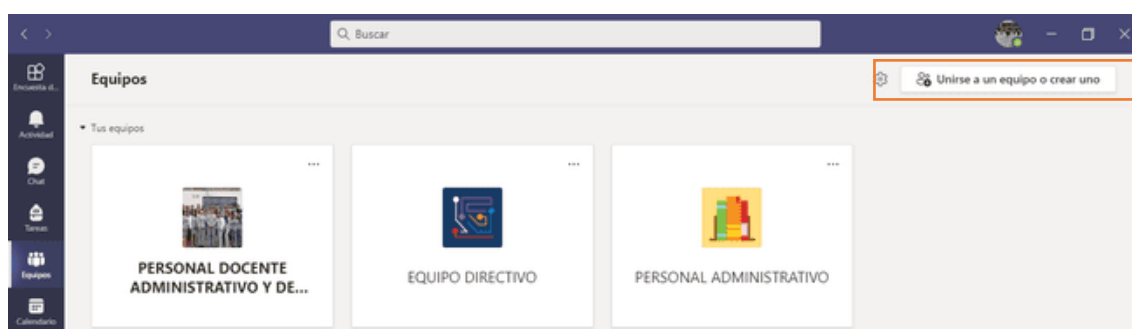 Buscar
Encuesta d...
Equipos
Unirse a un equipo o crear uno
Actividad
Tus equipos
Chat
Tareas
Equipos
Calendario
PERSONAL DOCENTE
ADMINISTRATIVO Y DE...
EQUIPO DIRECTIVO
PERSONAL ADMINISTRATIVO